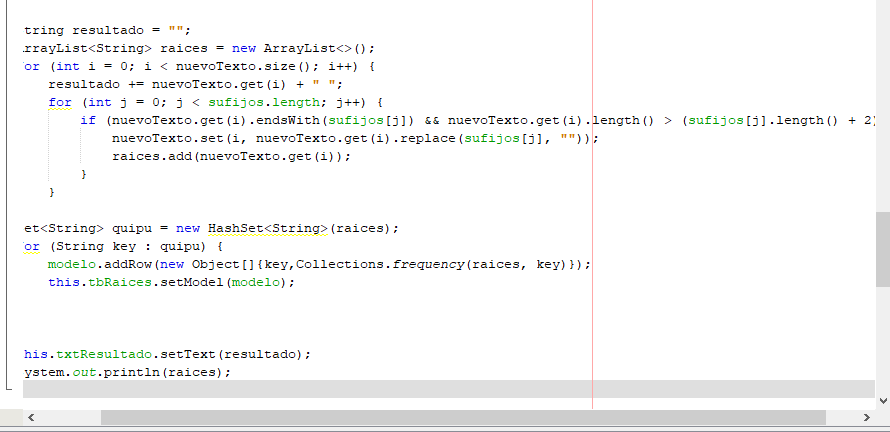 tring resultado = "";
rrayList<String> raices = new ArrayList<>();
or (int i = 0; i < nuevoTexto.size(); i++) {
resultado += nuevoTexto.get(i) + " ";
for (int j = 0; j < sufijos.length; j++) {
if (nuevoTexto.get(i).endsWith(sufijos[j]) && nuevoTexto.get(i).length() > (sufijos[j].length() + 2)
nuevoTexto.set(i, nuevoTexto.get(i).replace(sufijos[j], ""));
raices.add(nuevoTexto.get(i));
}
}
et<String> quipu = new HashSet<String>(raices);
or (String key : quipu) {
modelo.addRow(new Object[]{key,Collections.frequency(raices, key)});
this.tbRaices.setModel(modelo);
his.txtResultado.setText(resultado);
ystem.out.println(raices);